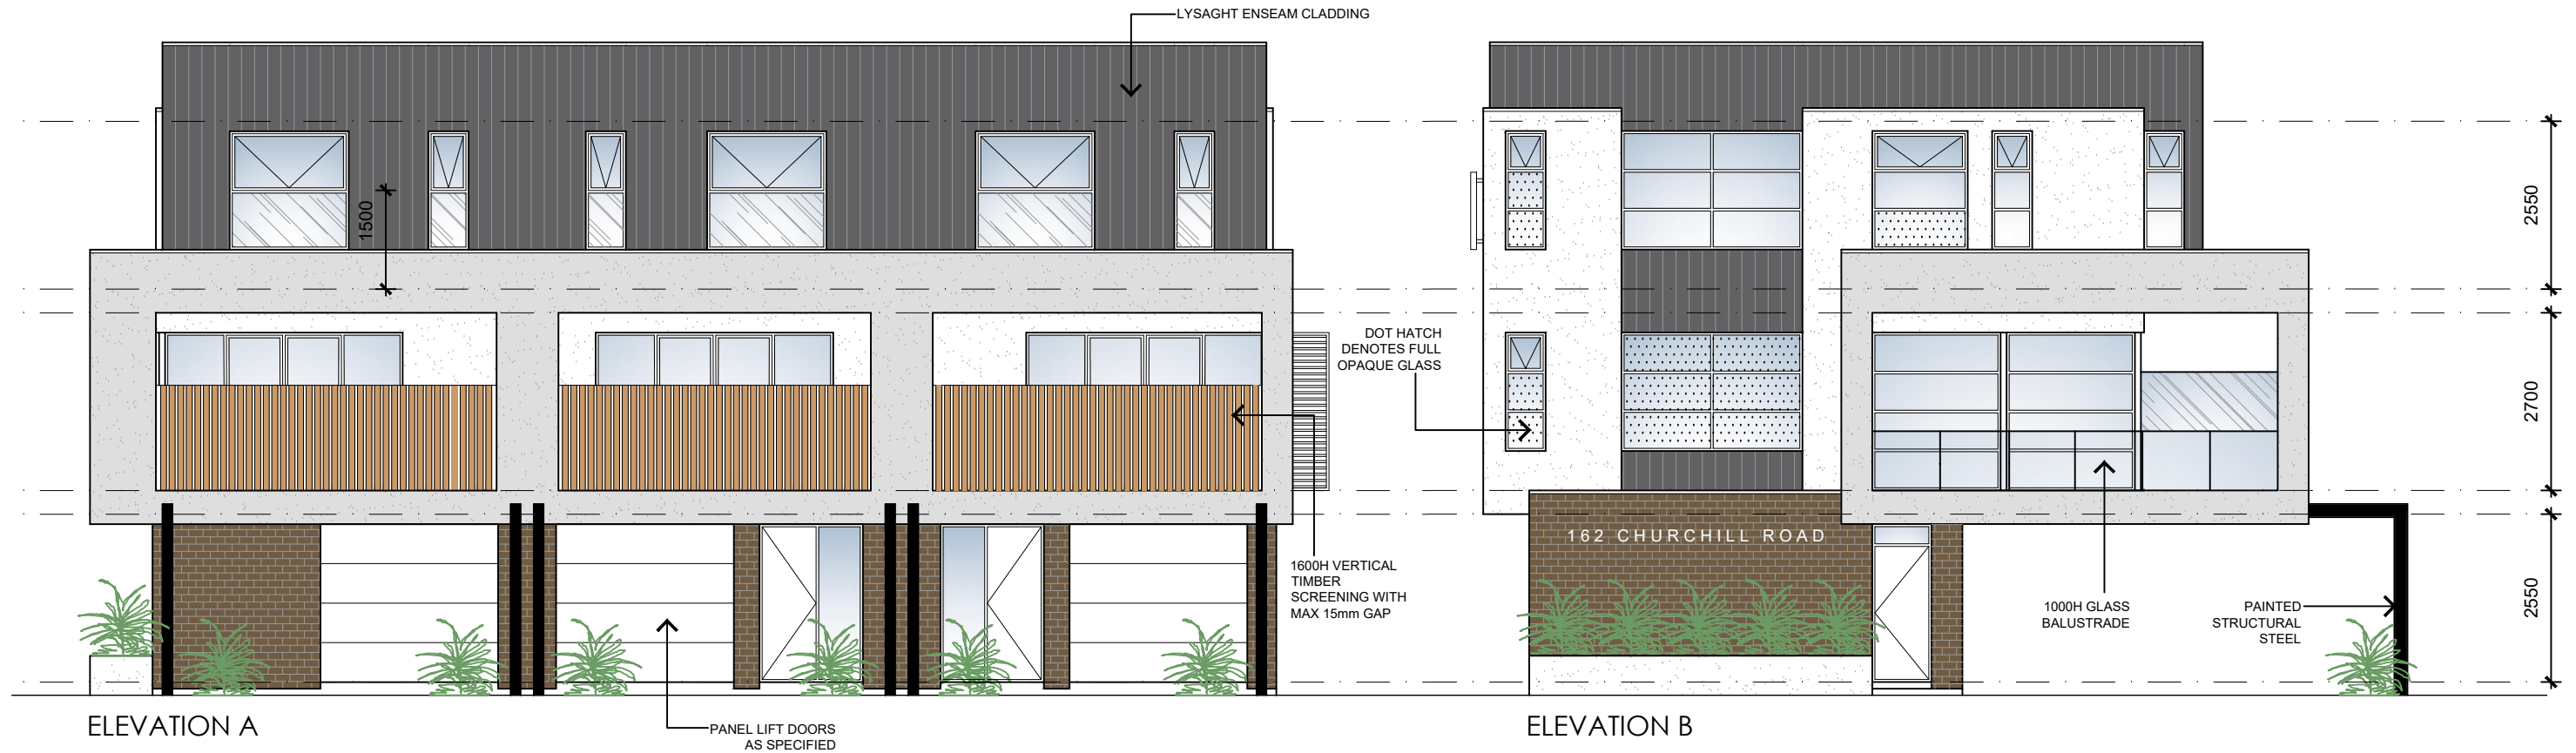 LYSAGHT ENSEAM CLADDING
1500
DOT HATCH
DENOTES FULL
OPAQUE GLASS
1600H VERTICAL
TIMBER
SCREENING WITH
MAX 15mm GAP
PANEL LIFT DOORS
AS SPECIFIED
ELEVATION A
162 CHURCHILL ROAD
1000H GLASS
BALUSTRADE
PAINTED
STRUCTURAL
STEEL
2550
2700
2550
ELEVATION B